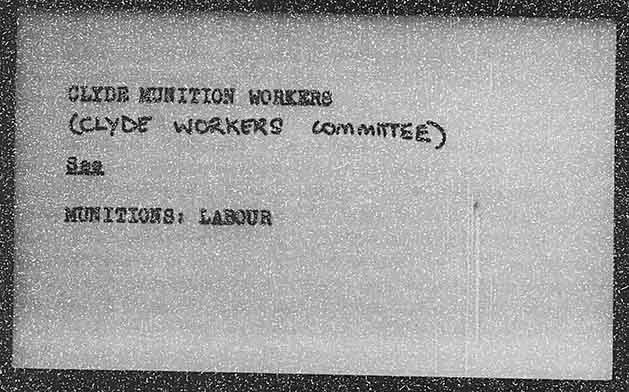 CLYDE MUNITION WORKERS
(CLYDE WORKERS COMMITTEE)
See
MUNITIONS: LABOUR